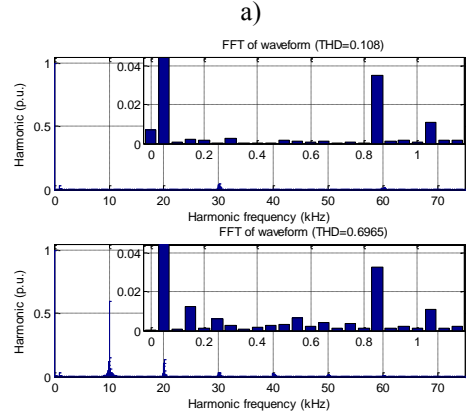 a)
FFT of waveform (THD=0.108)
1
0.5
0
Harmonic (p.u.)
0.04
0.02
0
0 0.2 0.4 0.6 0.8 1
0 10 20 30 40 50 60 70
Harmonic frequency (kHz)
FFT of waveform (THD=0.6965)
1
0.5
0
Harmonic (p.u.)
0.04
0.02
0
0 0.2 0.4 0.6 0.8 1
0 10 20 30 40 50 60 70
Harmonic frequency (kHz)